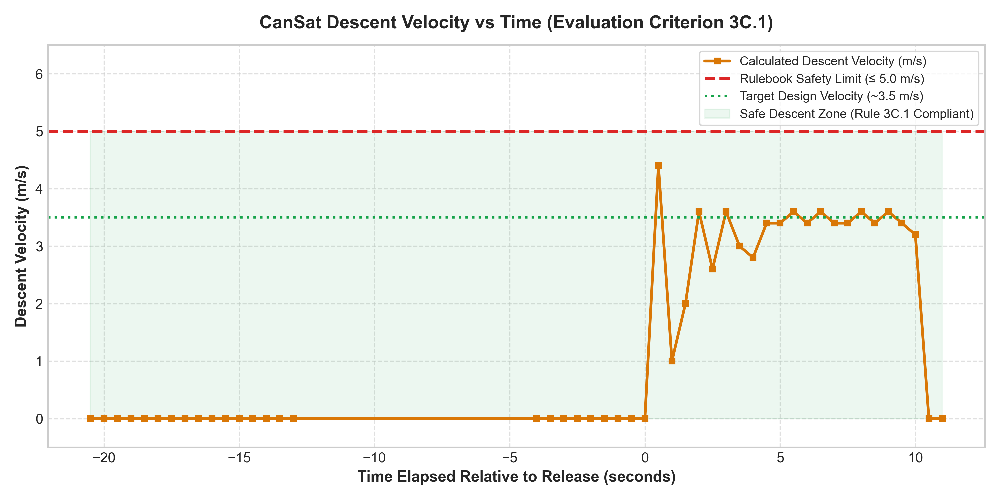 CanSat Descent Velocity vs Time (Evaluation Criterion 3C.1)
Calculated Descent Velocity (m/s)
Rulebook Safety Limit (≤ 5.0 m/s)
Target Design Velocity (~3.5 m/s)
Safe Descent Zone (Rule 3C.1 Compliant)
Descent Velocity (m/s)
6
5
4
3
2
1
0
−20 −15 −10 −5 0 5 10
Time Elapsed Relative to Release (seconds)